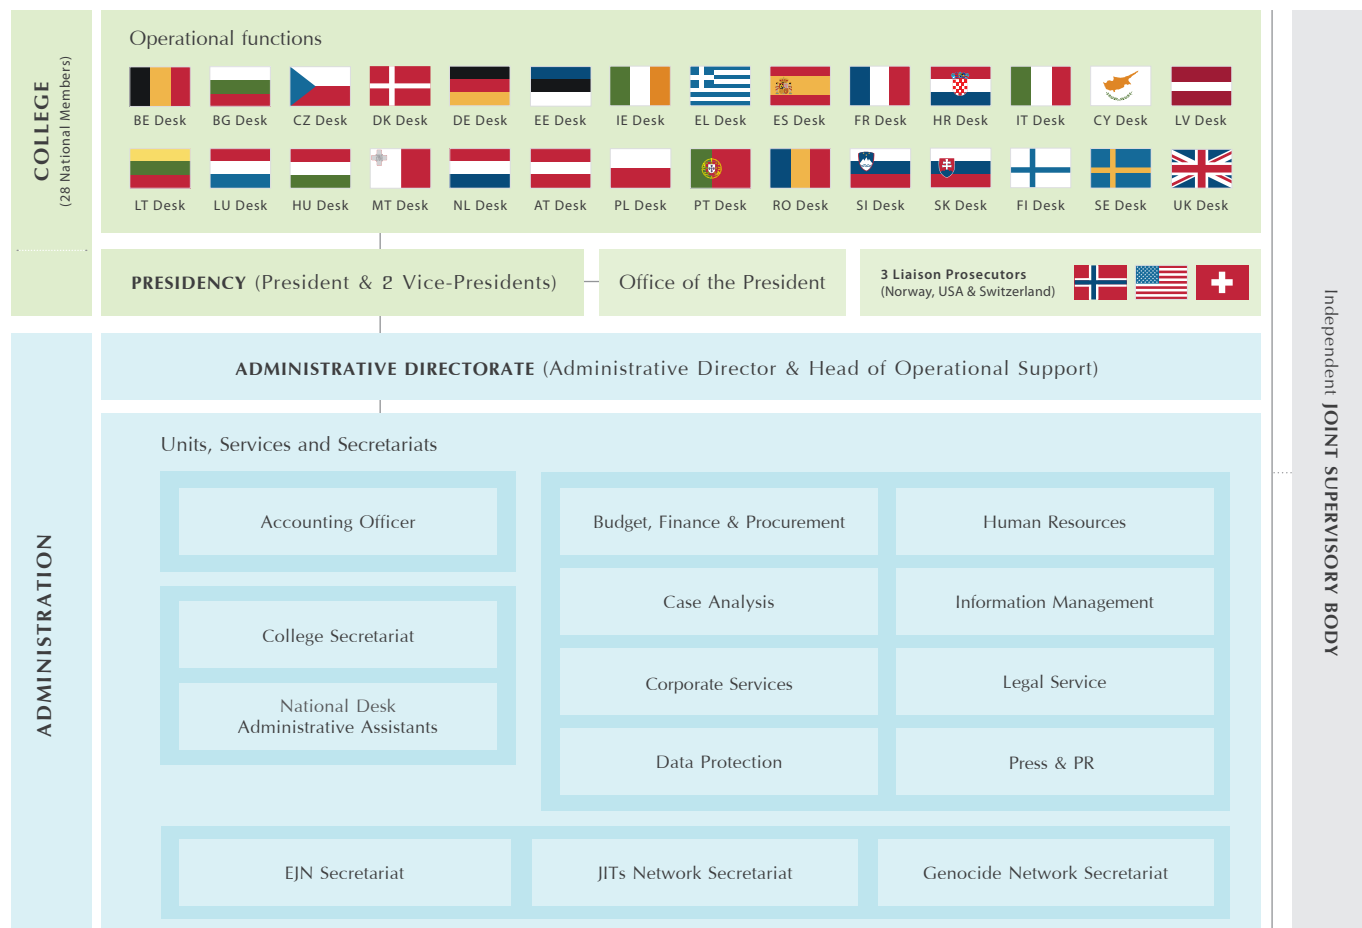 COLLEGE
(28 National Members)
Operational functions
BE Desk BG Desk CZ Desk DK Desk DE Desk EE Desk IE Desk EL Desk ES Desk FR Desk HR Desk IT Desk CY Desk LV Desk
LT Desk LU Desk HU Desk MT Desk NL Desk AT Desk PL Desk PT Desk RO Desk SI Desk SK Desk FI Desk SE Desk UK Desk
PRESIDENCY (President & 2 Vice-Presidents)
Office of the President
3 Liaison Prosecutors
(Norway, USA & Switzerland)
ADMINISTRATION
ADMINISTRATIVE DIRECTORATE (Administrative Director & Head of Operational Support)
Units, Services and Secretariats
Accounting Officer
College Secretariat
National Desk
Administrative Assistants
Budget, Finance & Procurement
Human Resources
Case Analysis
Information Management
Corporate Services
Legal Service
Data Protection
Press & PR
EJN Secretariat
JITs Network Secretariat
Genocide Network Secretariat
Independent JOINT SUPERVISORY BODY